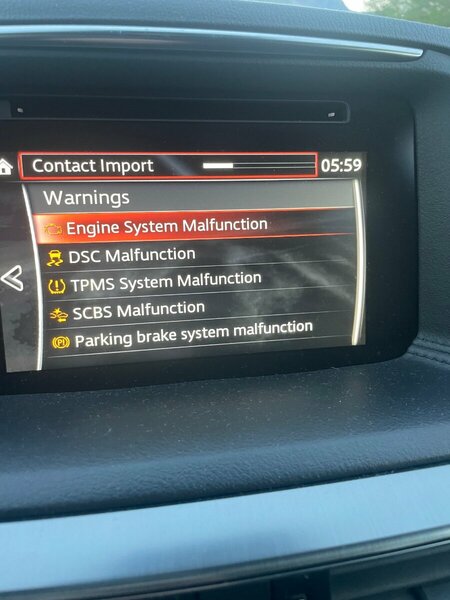 Contact Import 05:59
Warnings
Engine System Malfunction
DSC Malfunction
TPMS System Malfunction
SCBS Malfunction
Parking brake system malfunction